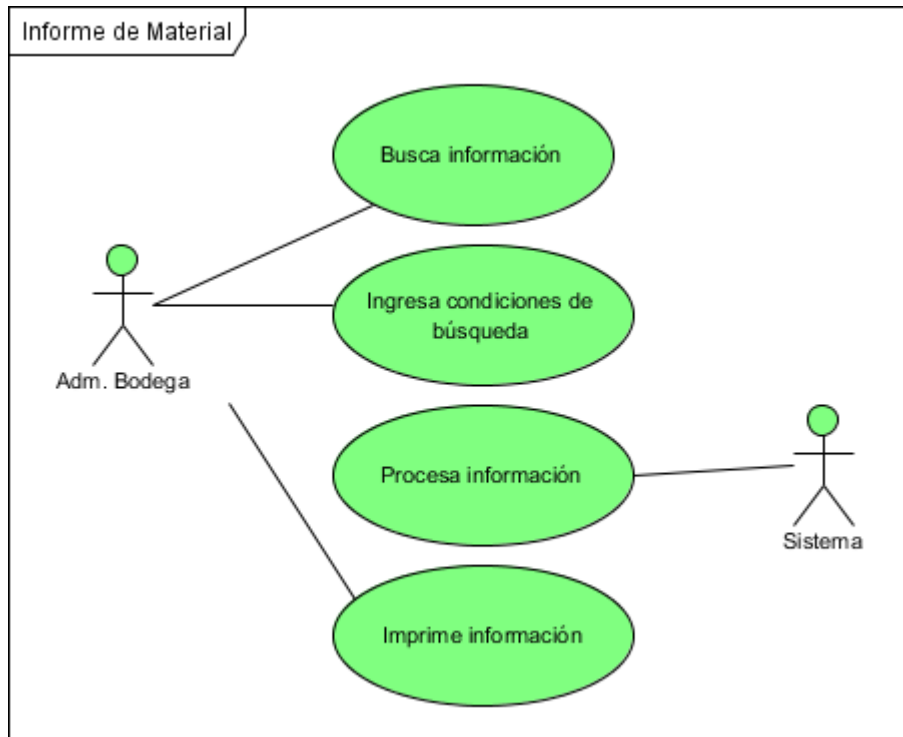 Informe de Material
Busca información
Ingresa condiciones de
búsqueda
Adm. Bodega
Procesa información
Sistema
Imprime información